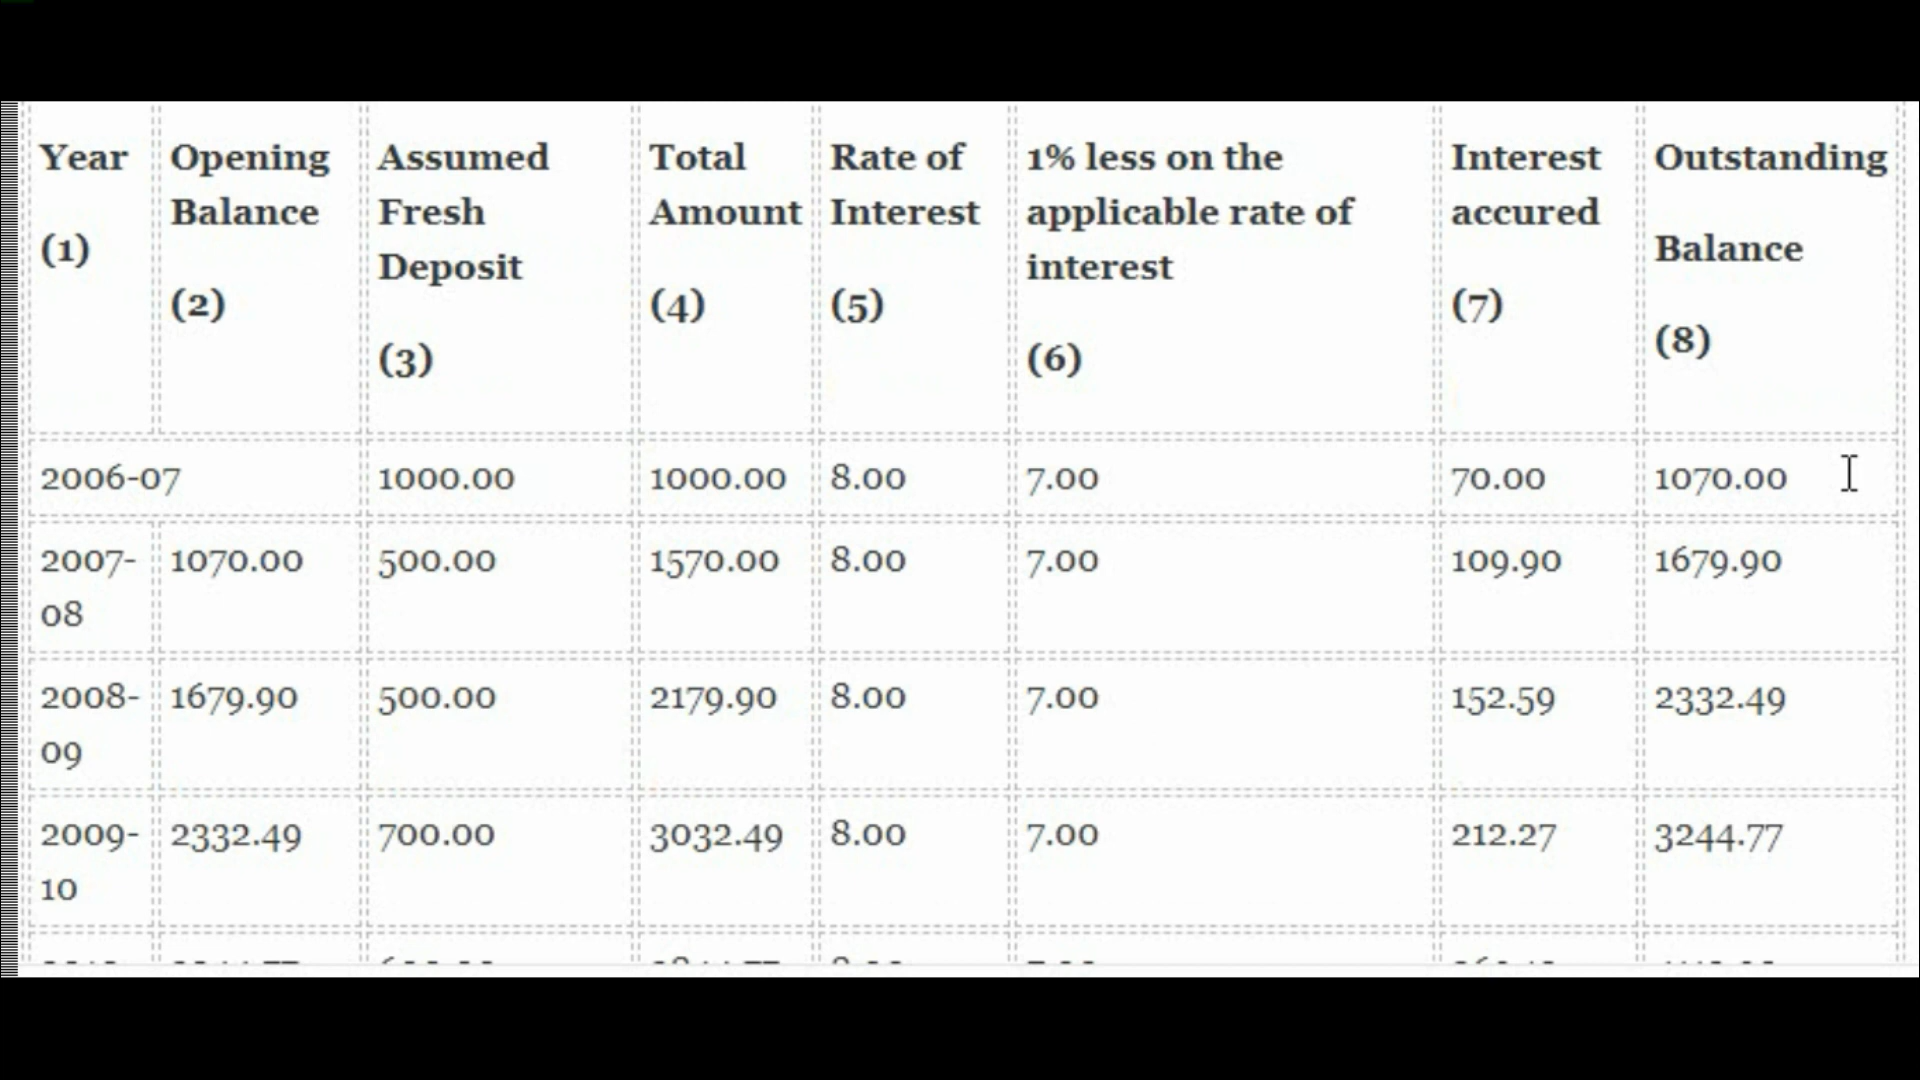 Year
(1)
Opening
Balance
(2)
Assumed
Fresh
Deposit
(3)
Total
Amount
(4)
Rate of
Interest
(5)
1% less on the
applicable rate of
interest
(6)
Interest
accured
(7)
Outstanding
Balance
(8)
2006-07 1000.00 1000.00 8.00 7.00 70.00 1070.00
2007-
08
1070.00 500.00 1570.00 8.00 7.00 109.90 1679.90
2008-
09
1679.90 500.00 2179.90 8.00 7.00 152.59 2332.49
2009-
10
2332.49 700.00 3032.49 8.00 7.00 212.27 3244.77